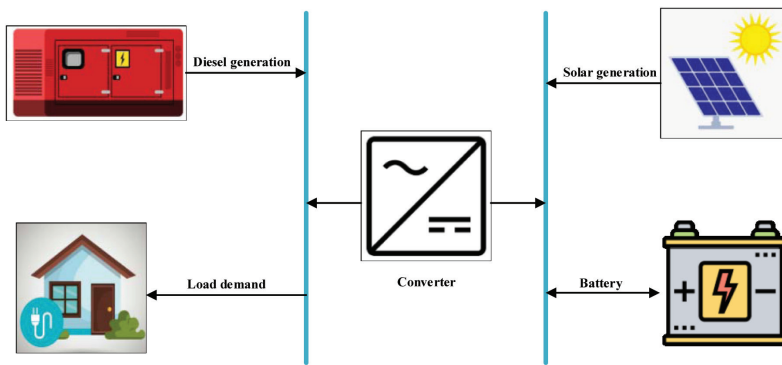 Diesel generation
Solar generation
Converter
Load demand
Battery